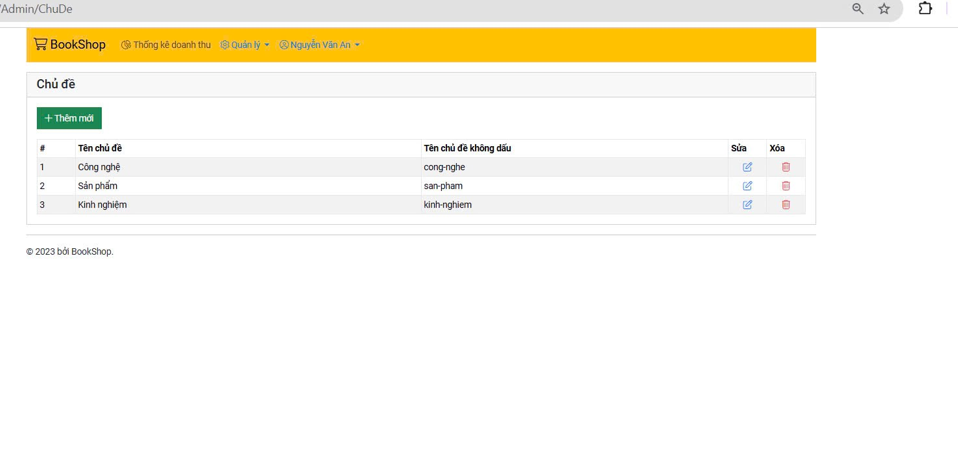 /Admin/ChuDe
BookShop Thống kê doanh thu Quản lý Nguyễn Văn An
Chủ đề
+ Thêm mới
# Tên chủ đề Tên chủ đề không dấu Sửa Xóa
1 Công nghệ cong-nghe
2 Sản phẩm san-pham
3 Kinh nghiệm kinh-nghiem
© 2023 bởi BookShop.